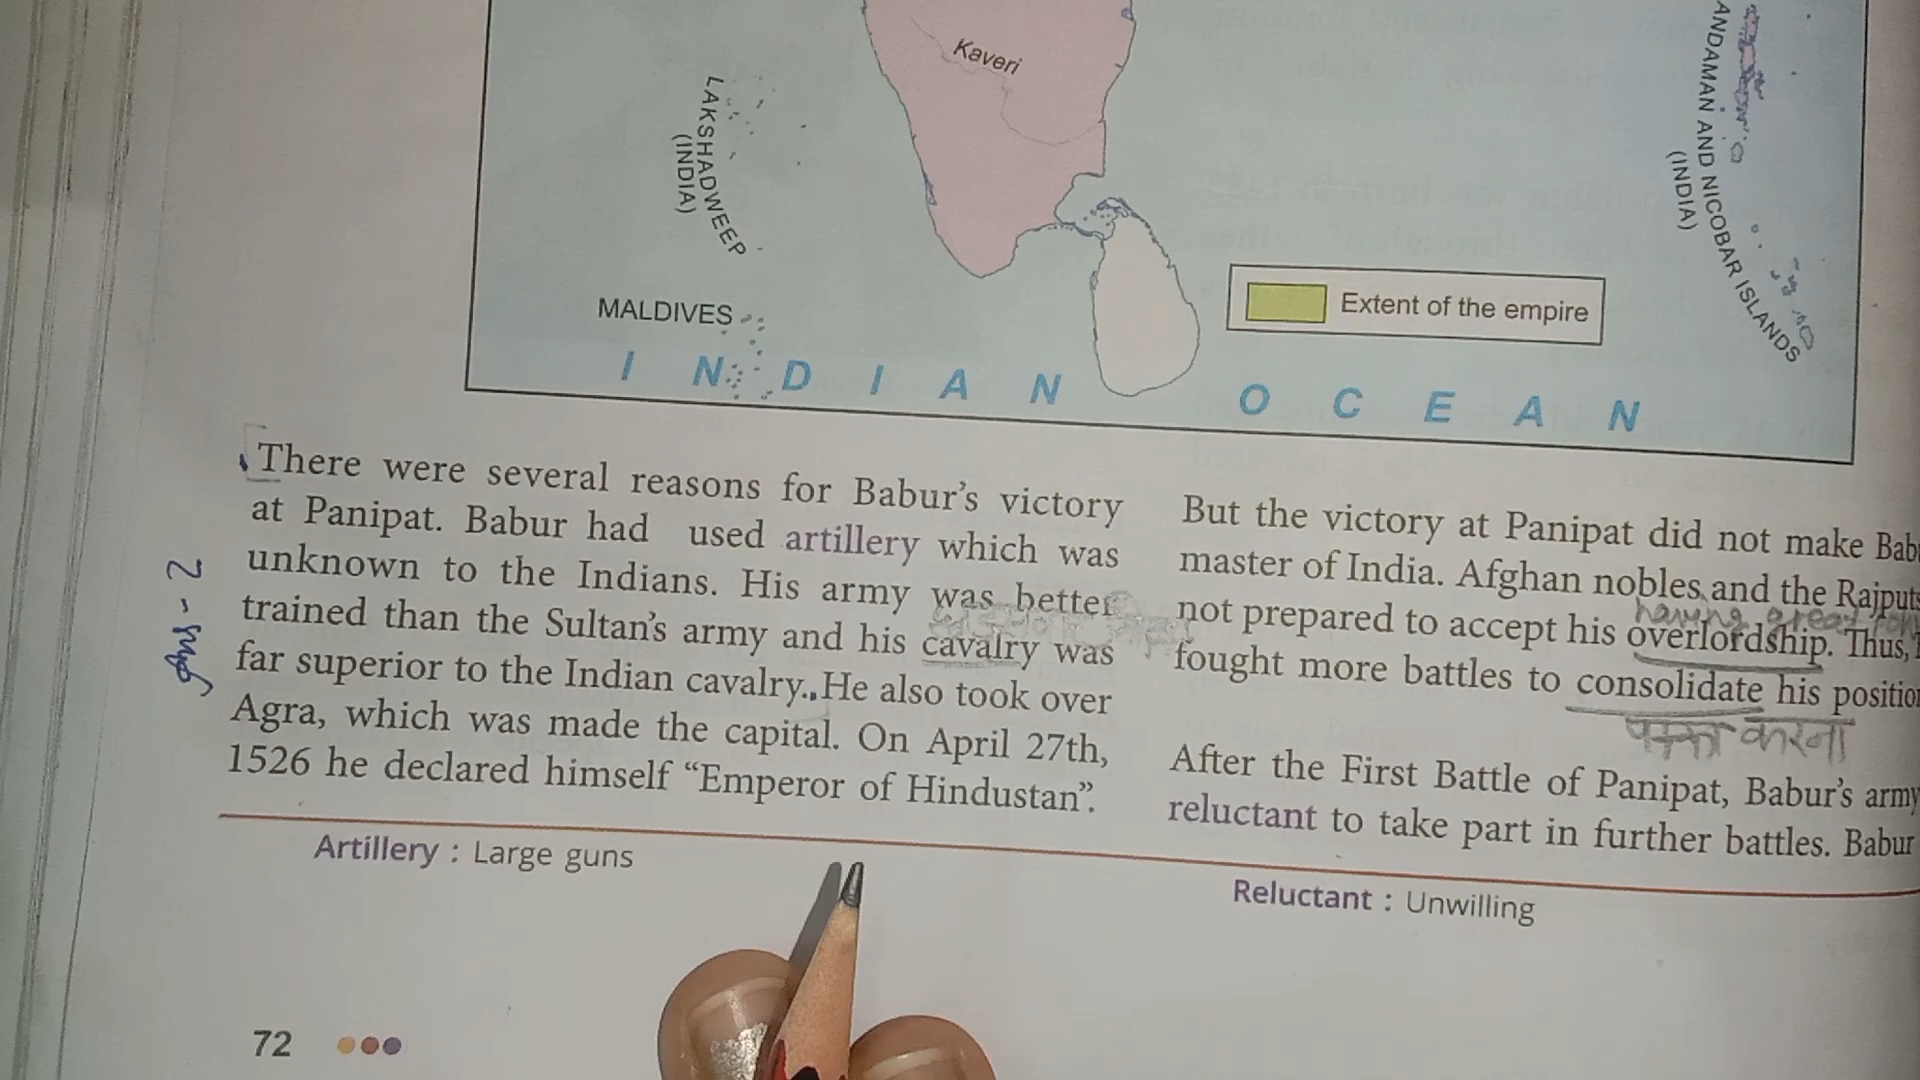 Kaveri
LAKSHADWEEP
(INDIA)
ANDAMAN AND NICOBAR ISLANDS
(INDIA)
MALDIVES
Extent of the empire
INDIAN OCEAN
There were several reasons for Babur's victory
at Panipat. Babur had used artillery which was
unknown to the Indians. His army was better
trained than the Sultan's army and his cavalry was
far superior to the Indian cavalry. He also took over
Agra, which was made the capital. On April 27th,
1526 he declared himself “Emperor of Hindustan”.
Artillery : Large guns
72
But the victory at Panipat did not make
master of India. Afghan nobles and the Rajputs
not prepared to accept his overlordship. Thus,
having great
fought more battles to consolidate his position
पक्का करना
After the First Battle of Panipat, Babur's army
reluctant to take part in further battles. Babur
Reluctant : Unwilling